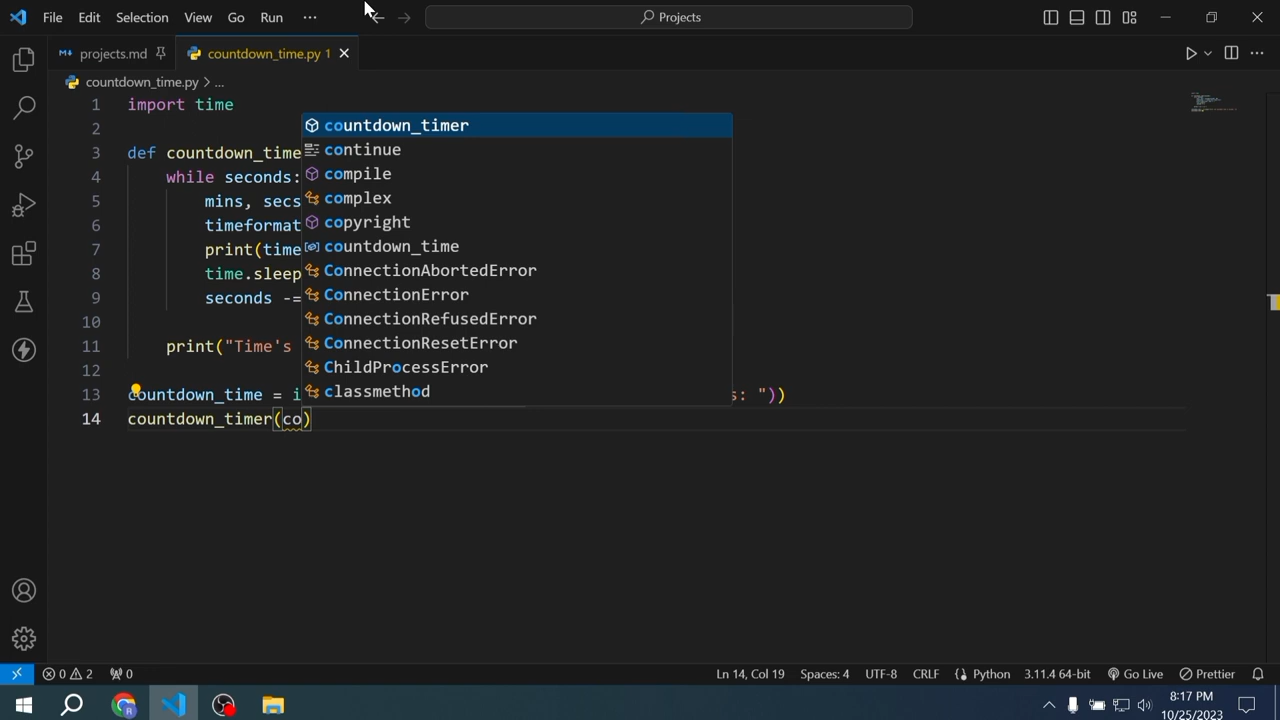 File Edit Selection View Go Run ··· Projects
projects.md countdown_time.py 1
countdown_time.py > ...
1 import time
2
3 def countdown_time
4 while seconds:
5 mins, secs
6 timeformat
7 print(time
8 time.sleep
9 seconds -=
10
11 print("Time's
12
13 countdown_time = i s: "))
14 countdown_timer(co)
countdown_timer
continue
compile
complex
copyright
countdown_time
ConnectionAbortedError
ConnectionError
ConnectionRefusedError
ConnectionResetError
ChildProcessError
classmethod
0 2 0 Ln 14, Col 19 Spaces: 4 UTF-8 CRLF Python 3.11.4 64-bit Go Live Prettier
8:17 PM
10/25/2023